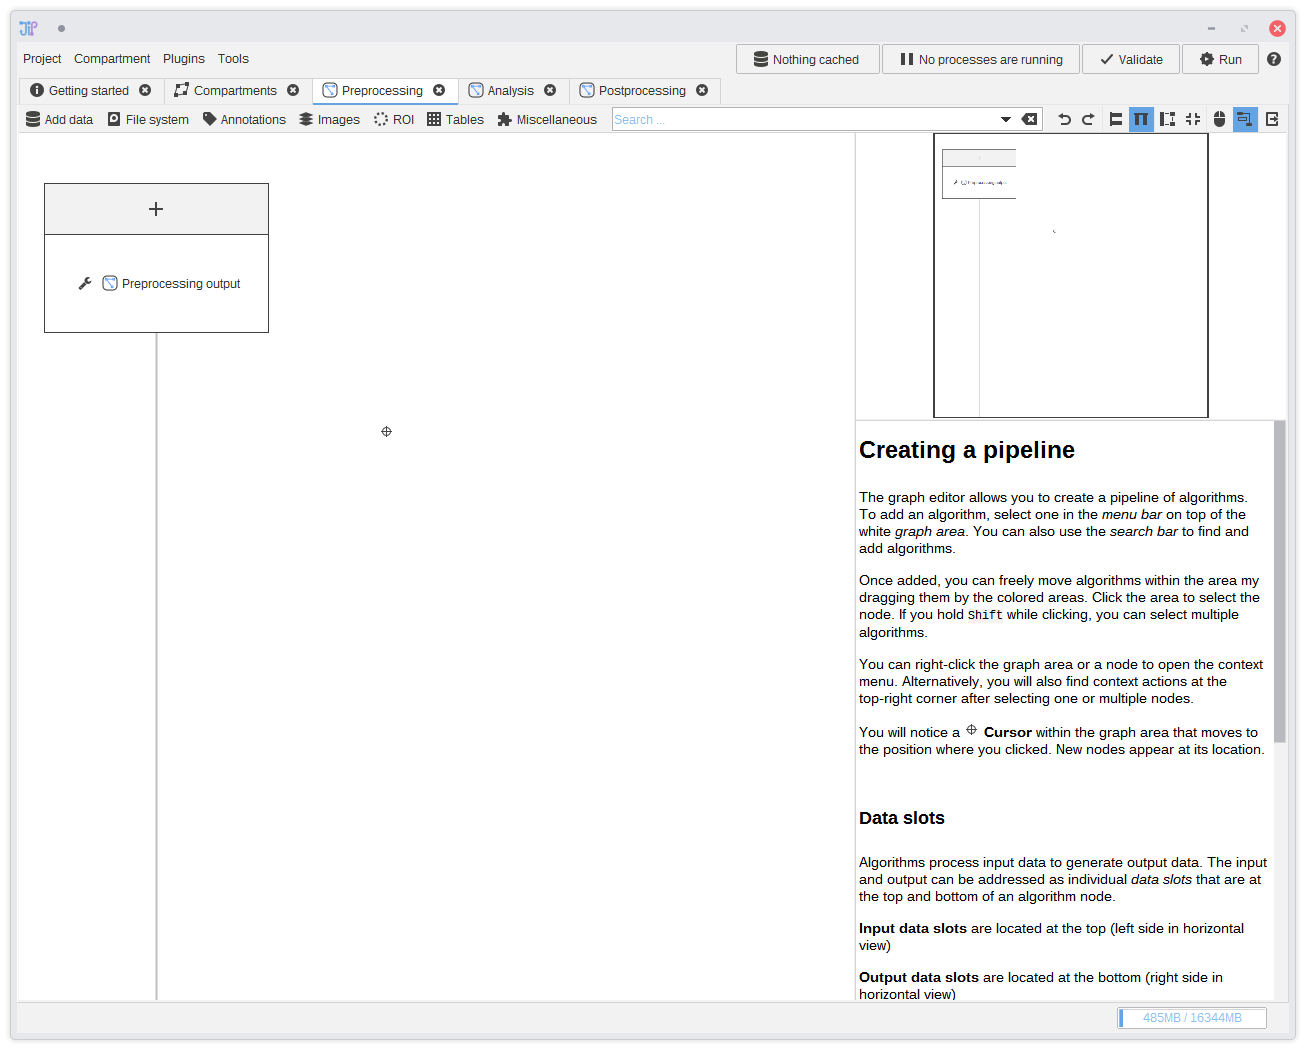 JIP
Project Compartment Plugins Tools Nothing cached No processes are running Validate Run
Getting started Compartments Preprocessing Analysis Postprocessing
Add data File system Annotations Images ROI Tables Miscellaneous Search ...
Preprocessing output
Preprocessing output
Creating a pipeline
The graph editor allows you to create a pipeline of algorithms.
To add an algorithm, select one in the menu bar on top of the
white graph area. You can also use the search bar to find and
add algorithms.
Once added, you can freely move algorithms within the area my
dragging them by the colored areas. Click the area to select the
node. If you hold Shift while clicking, you can select multiple
algorithms.
You can right-click the graph area or a node to open the context
menu. Alternatively, you will also find context actions at the
top-right corner after selecting one or multiple nodes.
You will notice a Cursor within the graph area that moves to
the position where you clicked. New nodes appear at its location.
Data slots
Algorithms process input data to generate output data. The input
and output can be addressed as individual data slots that are at
the top and bottom of an algorithm node.
Input data slots are located at the top (left side in horizontal
view)
Output data slots are located at the bottom (right side in
horizontal view)
485MB / 16344MB